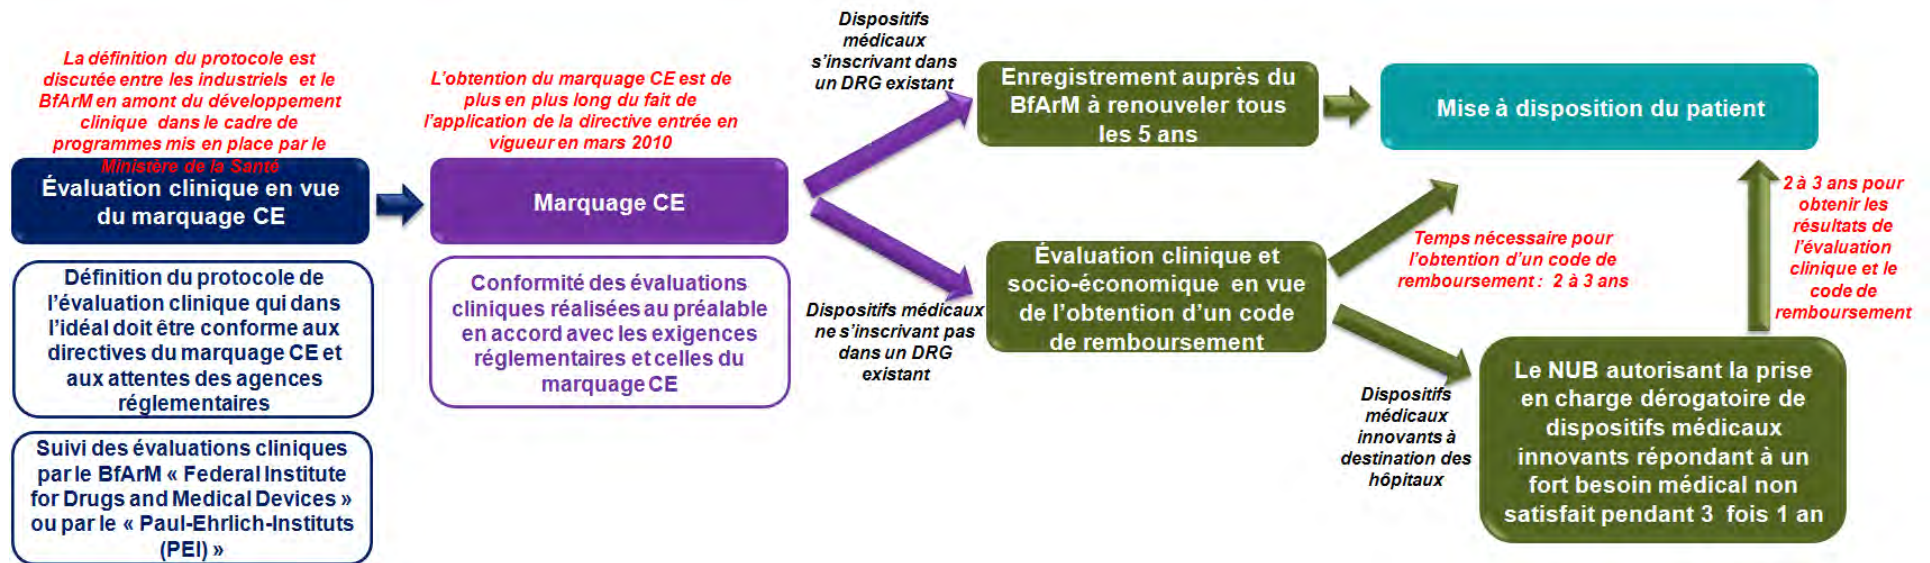 La définition du protocole est
discutée entre les industriels et le
BfArM en amont du développement
clinique dans le cadre de
programmes mis en place par le
Ministère de la Santé
Évaluation clinique en vue
du marquage CE
Définition du protocole de
l'évaluation clinique qui dans
l'idéal doit être conforme aux
directives du marquage CE et
aux attentes des agences
réglementaires
Suivi des évaluations cliniques
par le BfArM « Federal Institute
for Drugs and Medical Devices »
ou par le « Paul-Ehrlich-Instituts
(PEI) »
L'obtention du marquage CE est de
plus en plus long du fait de
l'application de la directive entrée en
vigueur en mars 2010
Marquage CE
Conformité des évaluations
cliniques réalisées au préalable
en accord avec les exigences
réglementaires et celles du
marquage CE
Dispositifs
médicaux
s'inscrivant dans
un DRG existant
Enregistrement auprès du
BfArM à renouveler tous
les 5 ans
Mise à disposition du patient
Dispositifs médicaux
ne s'inscrivant pas
dans un DRG
existant
Évaluation clinique et
socio-économique en vue
de l'obtention d'un code
de remboursement
Temps nécessaire pour
l'obtention d'un code de
remboursement : 2 à 3 ans
Dispositifs
médicaux
innovants à
destination des
hôpitaux
2 à 3 ans pour
obtenir les
résultats de
l'évaluation
clinique et le
code de
remboursement
Le NUB autorisant la prise
en charge dérogatoire de
dispositifs médicaux
innovants répondant à un
fort besoin médical non
satisfait pendant 3 fois 1 an